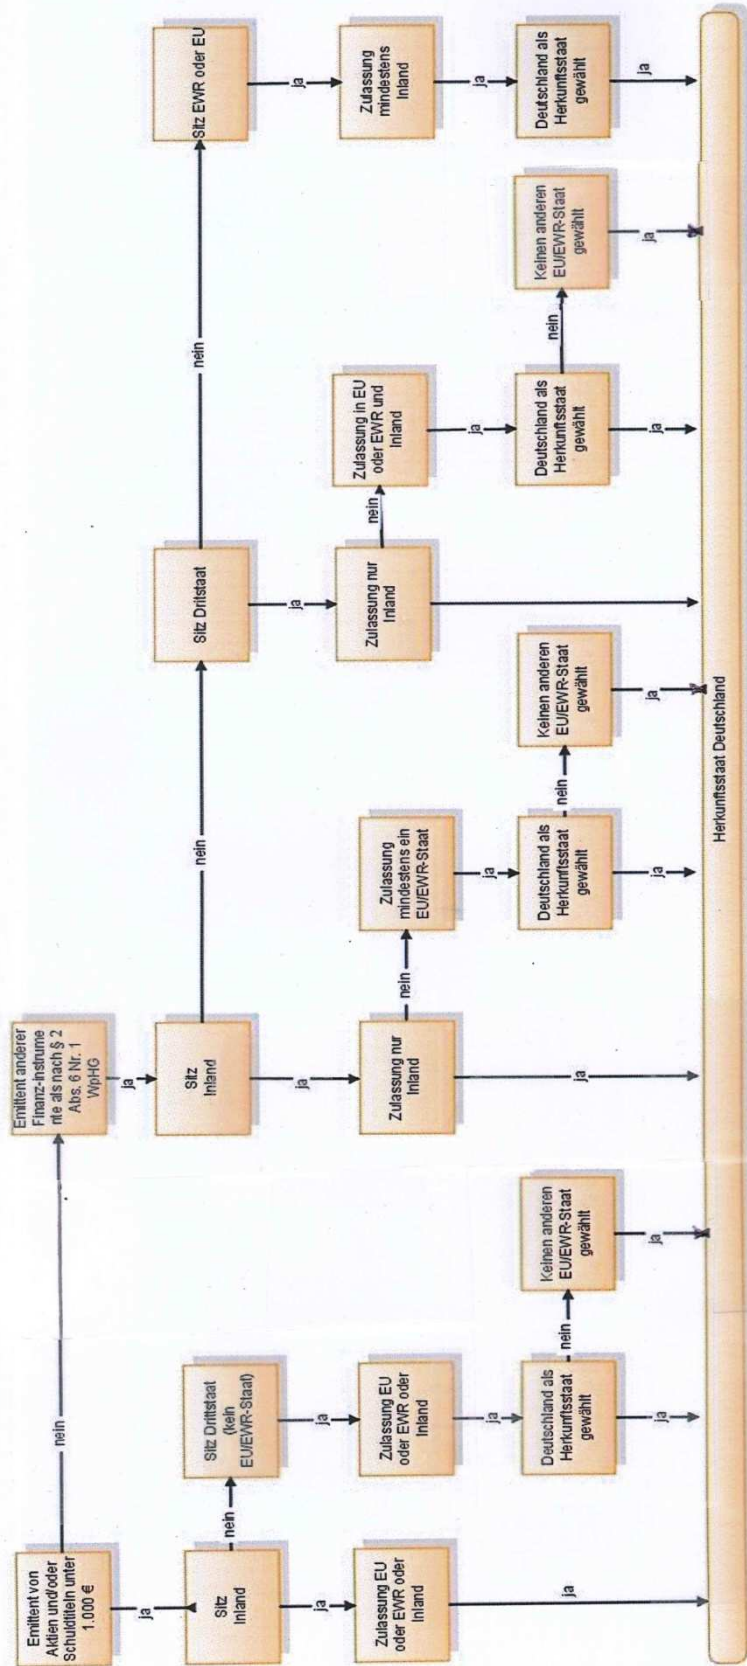 Emittent von
Aktien und/oder
Schuldtiteln unter
1.000 €
nein
Emittent anderer
Finanz-instrume
nte als nach § 2
Abs. 6 Nr. 1
WpHG
ja
ja
Sitz
Inland
nein
Sitz Drittstaat
(kein
EU/EWR-Staat)
Sitz
Inland
nein
Sitz Drittstaat
nein
Sitz EWR oder EU
ja
ja
ja
ja
ja
Zulassung EU
oder EWR oder
Inland
Zulassung EU
oder EWR oder
Inland
Zulassung nur
Inland
nein
Zulassung
mindestens ein
EU/EWR-Staat
Zulassung nur
Inland
nein
Zulassung in EU
oder EWR und
Inland
Zulassung
mindestens
Inland
ja
ja
ja
ja
Deutschland als
Herkunftsstaat
gewählt
nein
Keinen anderen
EU/EWR-Staat
gewählt
Deutschland als
Herkunftsstaat
gewählt
nein
Keinen anderen
EU/EWR-Staat
gewählt
Deutschland als
Herkunftsstaat
gewählt
nein
Keinen anderen
EU/EWR-Staat
gewählt
Deutschland als
Herkunftsstaat
gewählt
ja
ja
ja
ja
ja
ja
ja
ja
ja
Herkunftsstaat Deutschland